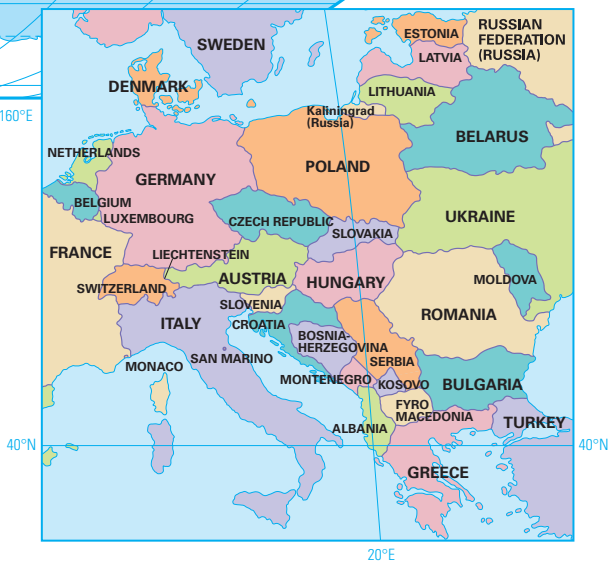 SWEDEN
ESTONIA
RUSSIAN
FEDERATION
(RUSSIA)
LATVIA
DENMARK
LITHUANIA
Kaliningrad
(Russia)
160°E
BELARUS
NETHERLANDS
POLAND
GERMANY
BELGIUM
LUXEMBOURG
CZECH REPUBLIC
UKRAINE
SLOVAKIA
FRANCE
LIECHTENSTEIN
SWITZERLAND
AUSTRIA
HUNGARY
MOLDOVA
SLOVENIA
ROMANIA
ITALY
CROATIA
BOSNIA-
HERZEGOVINA
SAN MARINO
SERBIA
MONACO
MONTENEGRO
KOSOVO
BULGARIA
FYRO
MACEDONIA
ALBANIA
TURKEY
40°N
40°N
GREECE
20°E